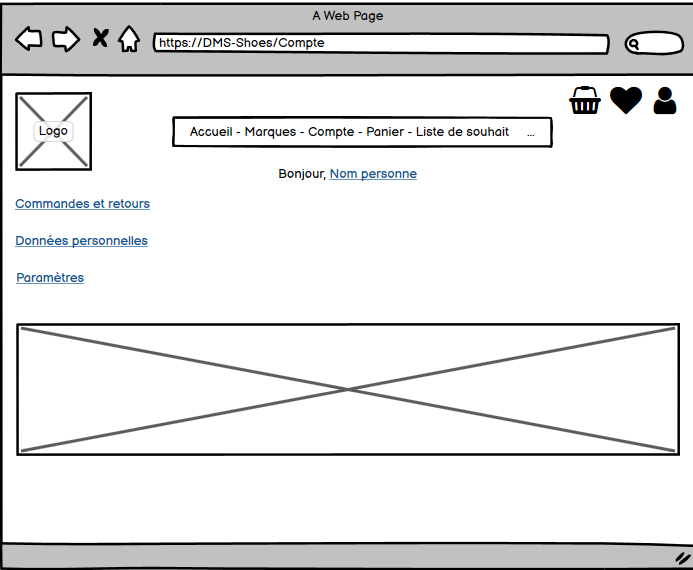 A Web Page
https://DMS-Shoes/Compte
Logo
Accueil - Marques - Compte - Panier - Liste de souhait ...
Bonjour, Nom personne
Commandes et retours
Données personnelles
Paramètres